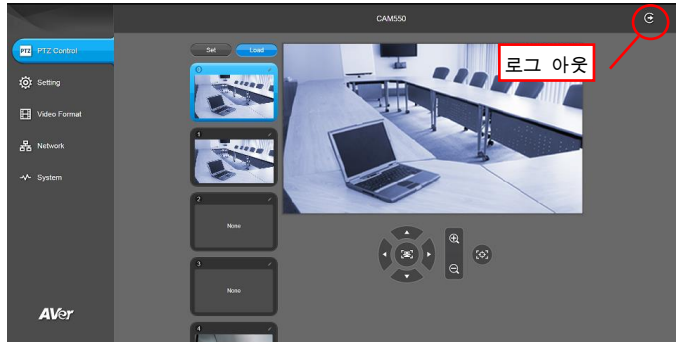 CAM550
PTZ PTZ Control
Setting
Video Format
Network
System
AVer
Set Load
0
1
2
None
3
None
4
로그 아웃